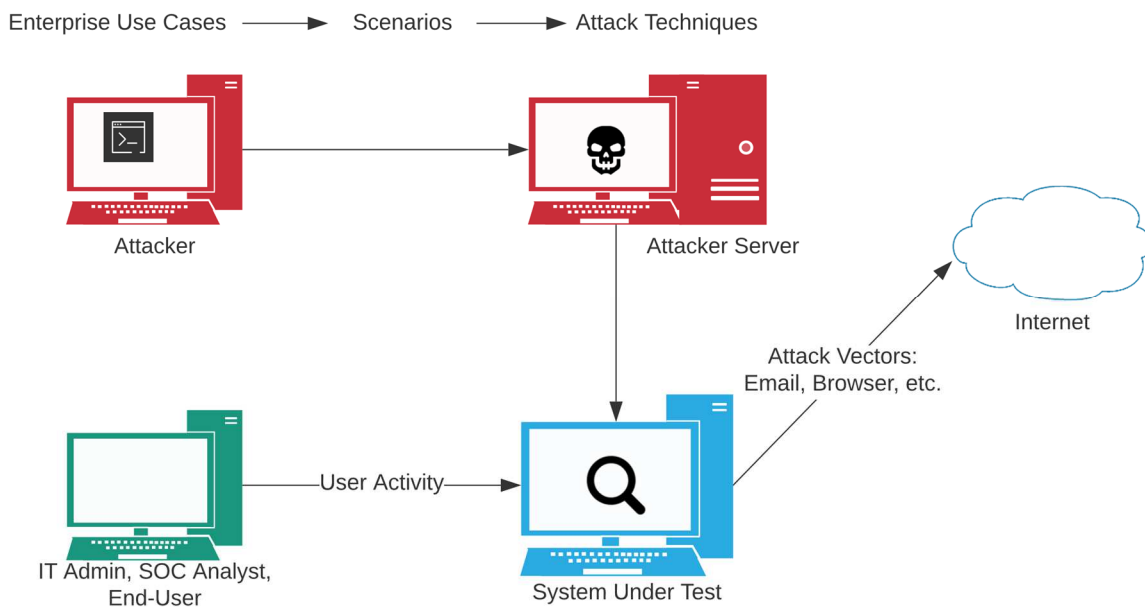 Enterprise Use Cases
Scenarios
Attack Techniques
Attacker
Attacker Server
Internet
Attack Vectors:
Email, Browser, etc.
User Activity
IT Admin, SOC Analyst,
End-User
System Under Test